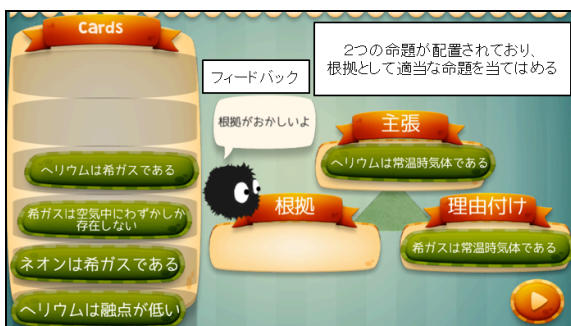 Cards
2つの命題が配置されており、
根拠として適当な命題を当てはめる
フィードバック
根拠がおかしいよ
主張
ヘリウムは常温時気体である
根拠
理由付け
希ガスは常温時気体である
ヘリウムは希ガスである
希ガスは空気中にわずかしか
存在しない
ネオンは希ガスである
ヘリウムは融点が低い